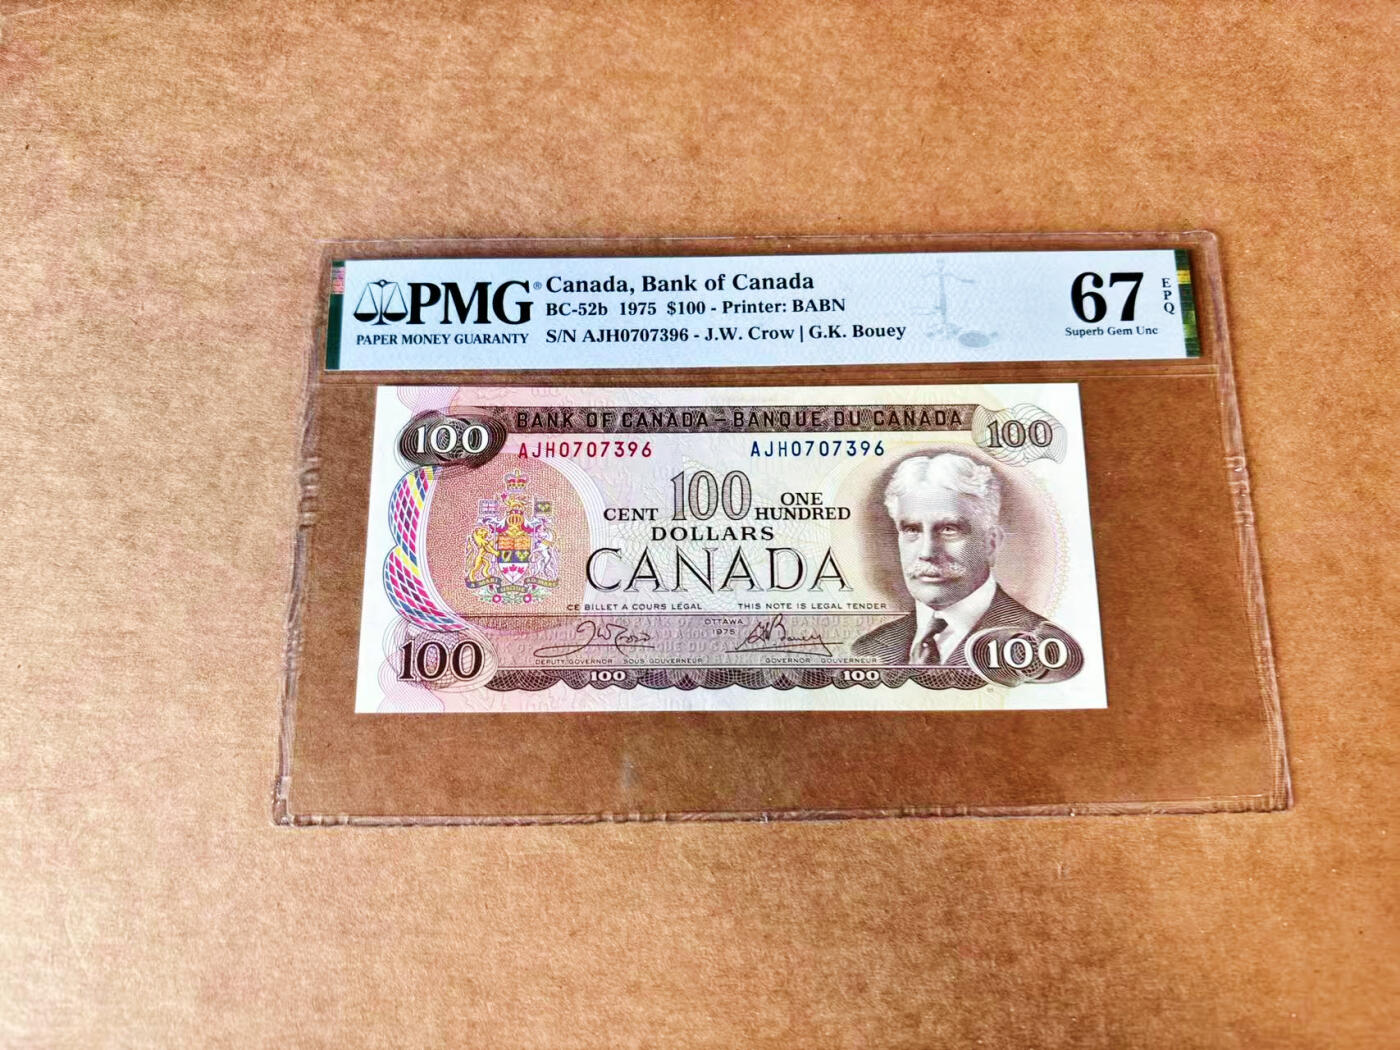 PMG®
PAPER MONEY GUARANTY
Canada, Bank of Canada
BC-52b 1975 $100 - Printer: BABN
S/N AJH0707396 - J.W. Crow | G.K. Bouey
67
EPQ
Superb Gem Unc
BANK OF CANADA – BANQUE DU CANADA
100
100
AJH0707396
AJH0707396
CENT 100 ONE HUNDRED
DOLLARS
CANADA
CE BILLET A COURS LÉGAL THIS NOTE IS LEGAL TENDER
OTTAWA
1975
DEPUTY GOVERNOR SOUS-GOUVERNEUR GOVERNOR GOUVERNEUR
100
100
100
100